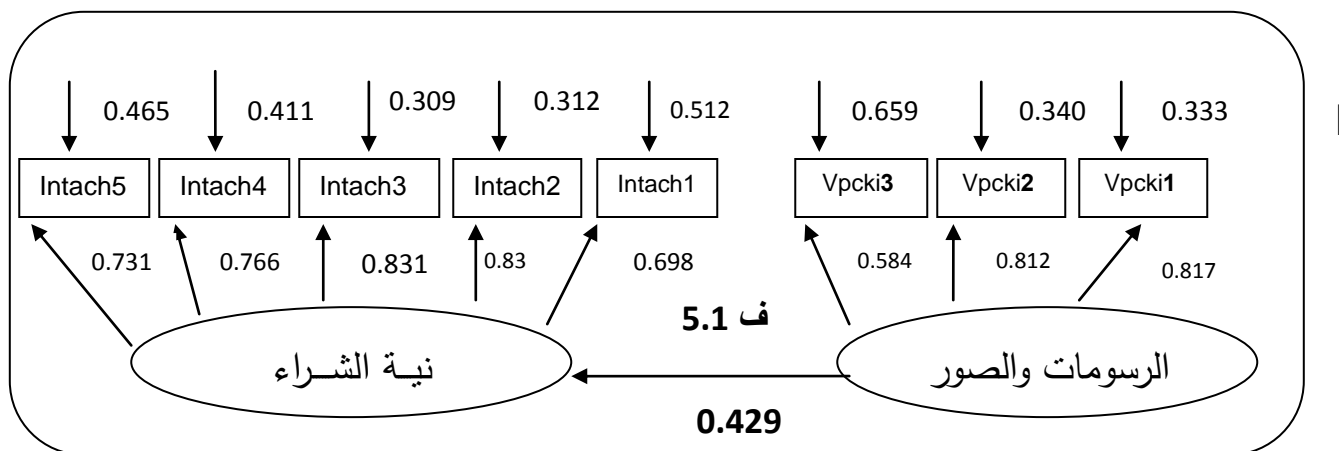 0.465 0.411 0.309 0.312 0.512 0.659 0.340 0.333
Intach5 Intach4 Intach3 Intach2 Intach1 Vpcki3 Vpcki2 Vpcki1
0.731 0.766 0.831 0.83 0.698 0.584 0.812 0.817
ف 5.1
نيــة الشــراء الرسومات والصور
0.429